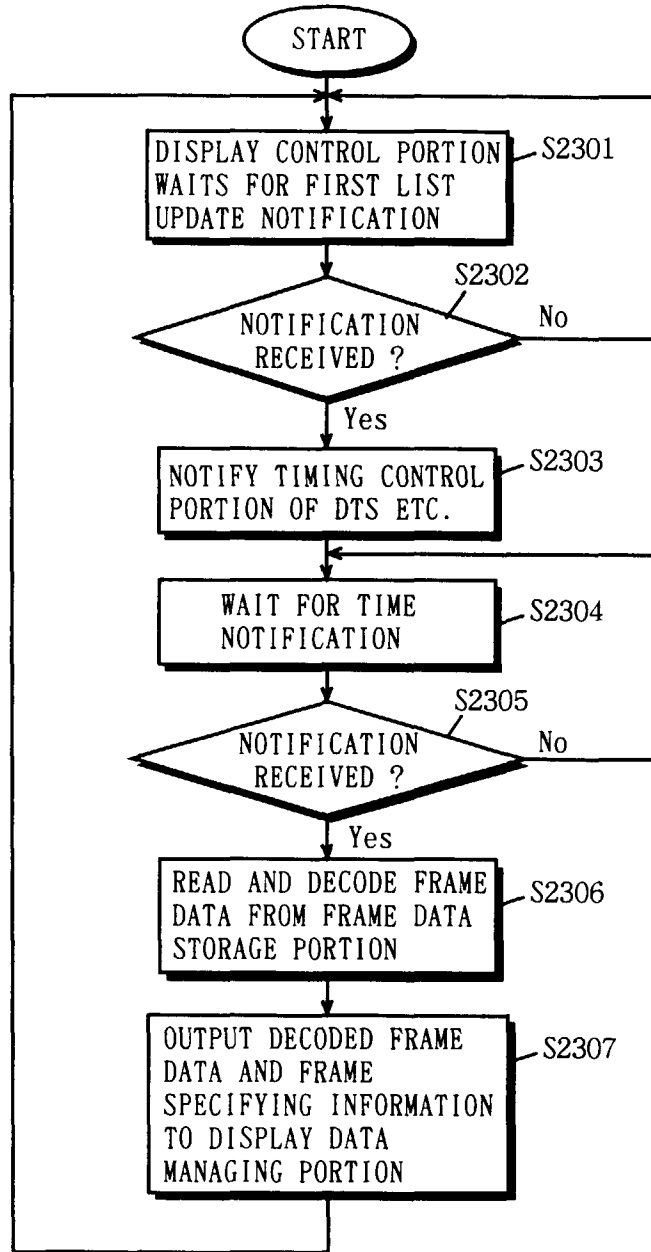 START
DISPLAY CONTROL PORTION
WAITS FOR FIRST LIST
UPDATE NOTIFICATION
S2301
S2302
NOTIFICATION
RECEIVED ?
No
Yes
NOTIFY TIMING CONTROL
PORTION OF DTS ETC.
S2303
WAIT FOR TIME
NOTIFICATION
S2304
S2305
NOTIFICATION
RECEIVED ?
No
Yes
READ AND DECODE FRAME
DATA FROM FRAME DATA
STORAGE PORTION
S2306
OUTPUT DECODED FRAME
DATA AND FRAME
SPECIFYING INFORMATION
TO DISPLAY DATA
MANAGING PORTION
S2307